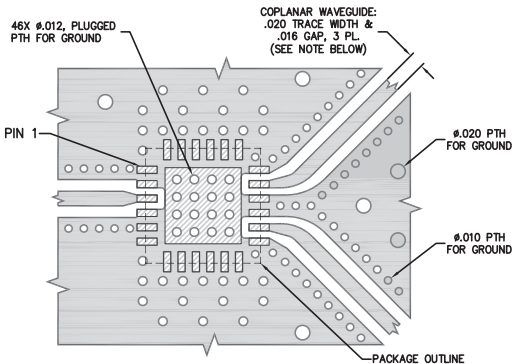 COPLANAR WAVEGUIDE:
.020 TRACE WIDTH &
.016 GAP, 3 PL.
(SEE NOTE BELOW)
46X ø.012, PLUGGED
PTH FOR GROUND
PIN 1
ø.020 PTH
FOR GROUND
ø.010 PTH
FOR GROUND
PACKAGE OUTLINE